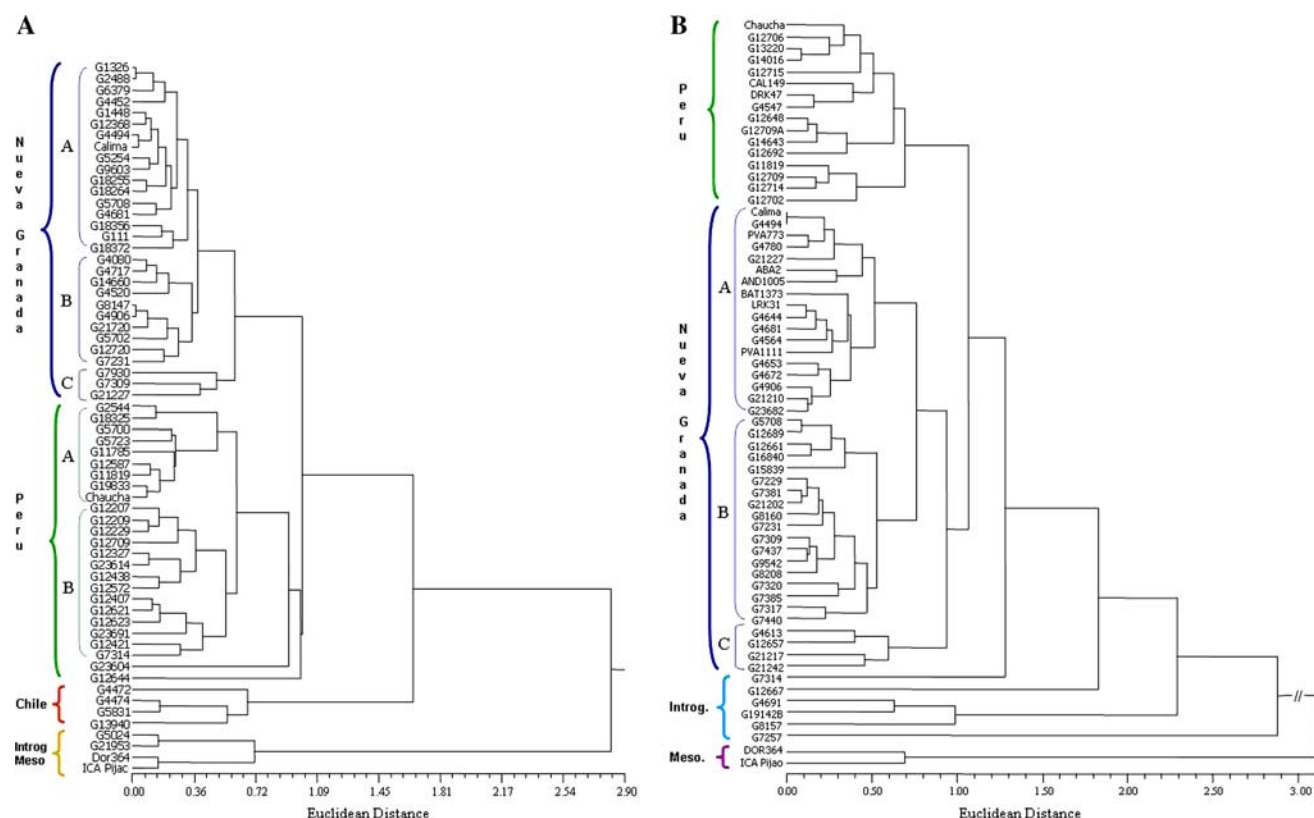 A
Nueva Granada
A
G1326
G2488
G6379
G4452
G1448
G12368
G4494
Calima
G5254
G9603
G18255
G18264
G5708
G4681
G18356
G111
G18372
B
G4080
G4717
G14660
G4520
G8147
G4906
G21720
G5702
G12720
G7231
C
G7930
G7309
G21227
Peru
A
G2544
G18325
G5700
G5723
G11785
G12587
G11819
G19833
Chaucha
B
G12207
G12209
G12229
G12709
G12327
G23614
G12438
G12572
G12407
G12621
G12623
G23691
G12421
G7314
G23604
G12644
Chile
G4472
G4474
G5831
G13940
Introg
Meso
G5024
G21953
Dor364
ICA Pijac
0.00 0.36 0.72 1.09 1.45 1.81 2.17 2.54 2.90
Euclidean Distance
B
Peru
Chaucha
G12706
G13220
G14016
G12715
CAL149
DRK47
G4547
G12648
G12709A
G14643
G12692
G11819
G12709
G12714
G12702
Nueva Granada
A
Calima
G4494
PVA773
G4780
G21227
ABA2
AND1005
BAT1373
LRK31
G4644
G4681
G4564
PVA1111
G4653
G4672
G4906
G21210
G23682
B
G5708
G12689
G12661
G16840
G15839
G7229
G7381
G21202
G8160
G7231
G7309
G7437
G9542
G8208
G7320
G7385
G7317
G7440
C
G4613
G12657
G21217
G21242
Introg.
G7314
G12667
G4691
G19142B
G8157
G7257
Meso.
DOR364
ICA Pijao
0.00 0.50 1.00 1.50 2.00 2.50 3.00
Euclidean Distance